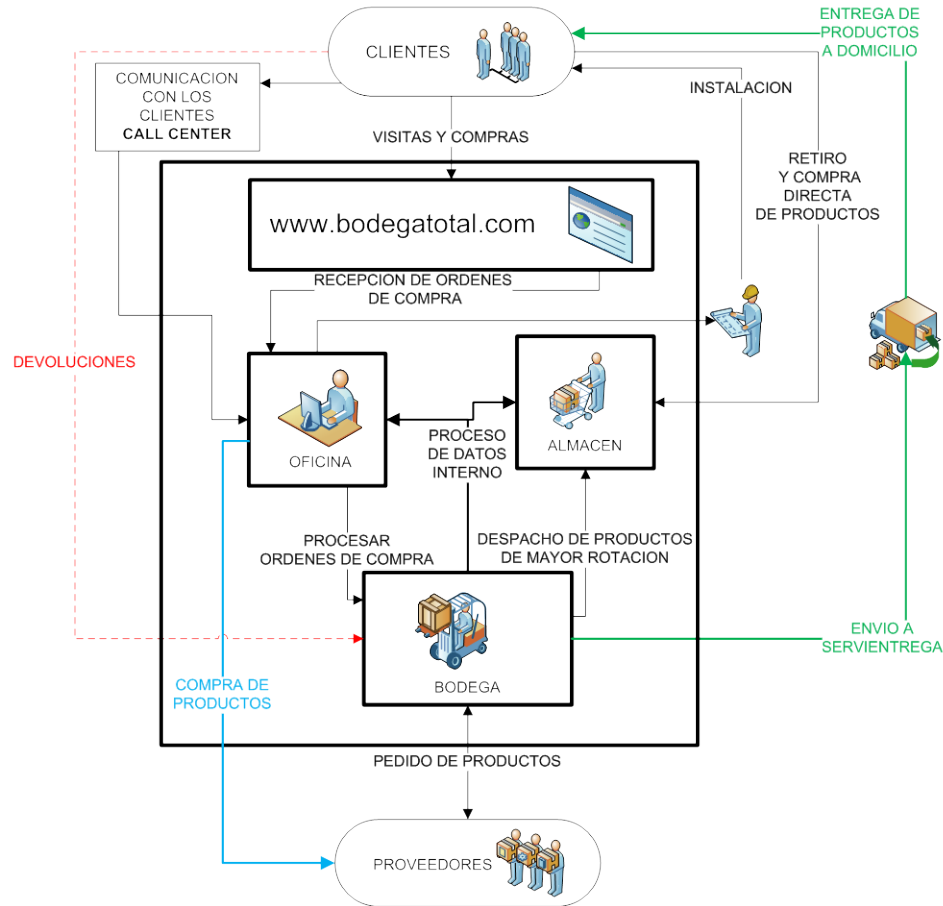 ENTREGA DE
PRODUCTOS
A DOMICILIO
CLIENTES
COMUNICACION
CON LOS
CLIENTES
CALL CENTER
INSTALACION
VISITAS Y COMPRAS
RETIRO
Y COMPRA
DIRECTA
DE PRODUCTOS
www.bodegatotal.com
RECEPCION DE ORDENES
DE COMPRA
DEVOLUCIONES
OFICINA
PROCESO
DE DATOS
INTERNO
ALMACEN
PROCESAR
ORDENES DE COMPRA
DESPACHO DE PRODUCTOS
DE MAYOR ROTACION
ENVIO A
SERVIENTREGA
BODEGA
COMPRA DE
PRODUCTOS
PEDIDO DE PRODUCTOS
PROVEEDORES